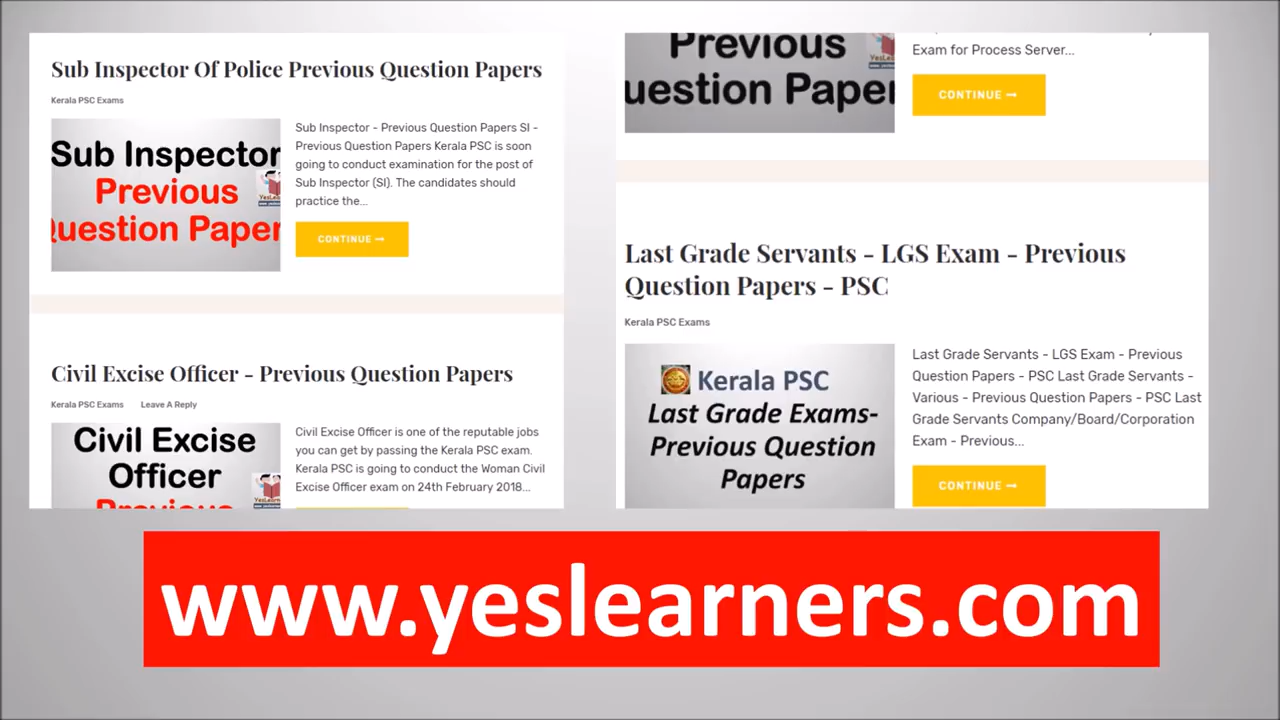 Sub Inspector Of Police Previous Question Papers
Kerala PSC Exams
Sub Inspector
Previous
Question Paper
Sub Inspector - Previous Question Papers SI -
Previous Question Papers Kerala PSC is soon
going to conduct examination for the post of
Sub Inspector (SI). The candidates should
practice the...
CONTINUE →
Civil Excise Officer - Previous Question Papers
Kerala PSC Exams Leave A Reply
Civil Excise
Officer
Previous
YesLearn
Civil Excise Officer is one of the reputable jobs
you can get by passing the Kerala PSC exam.
Kerala PSC is going to conduct the Woman Civil
Excise Officer exam on 24th February 2018...
Previous
uestion Paper
Exam for Process Server...
CONTINUE →
Last Grade Servants - LGS Exam - Previous
Question Papers - PSC
Kerala PSC Exams
Kerala PSC
Last Grade Exams-
Previous Question
Papers
Last Grade Servants - LGS Exam - Previous
Question Papers - PSC Last Grade Servants -
Various - Previous Question Papers - PSC Last
Grade Servants Company/Board/Corporation
Exam - Previous...
CONTINUE →
www.yeslearners.com